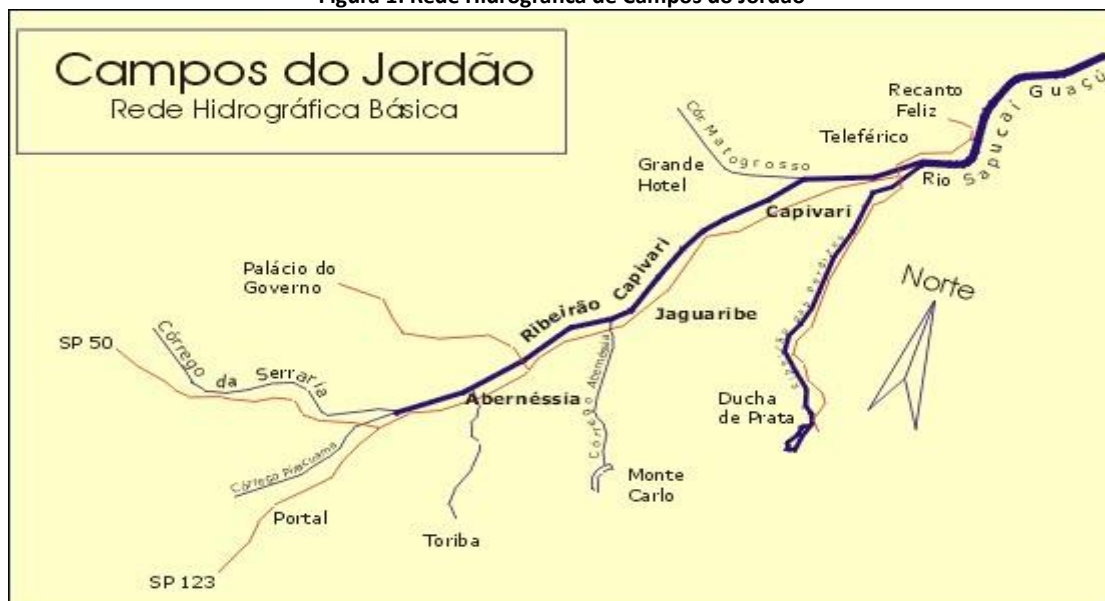 Figura 1: Rede Hidrográfica de Campos do Jordão
Campos do Jordão
Rede Hidrográfica Básica
Recanto
Feliz
Sapucaí Guaçú
Cór. Matogrosso
Teleférico
Grande
Hotel
Rio
Capivari
Norte
Palácio do
Governo
Ribeirão Capivari
Jaguaribe
SP 50
Córrego da Serraria
Abernéssia
Córrego Abernéssia
Ducha
de Prata
Córrego
Monte
Carlo
Portal
Toriba
SP 123